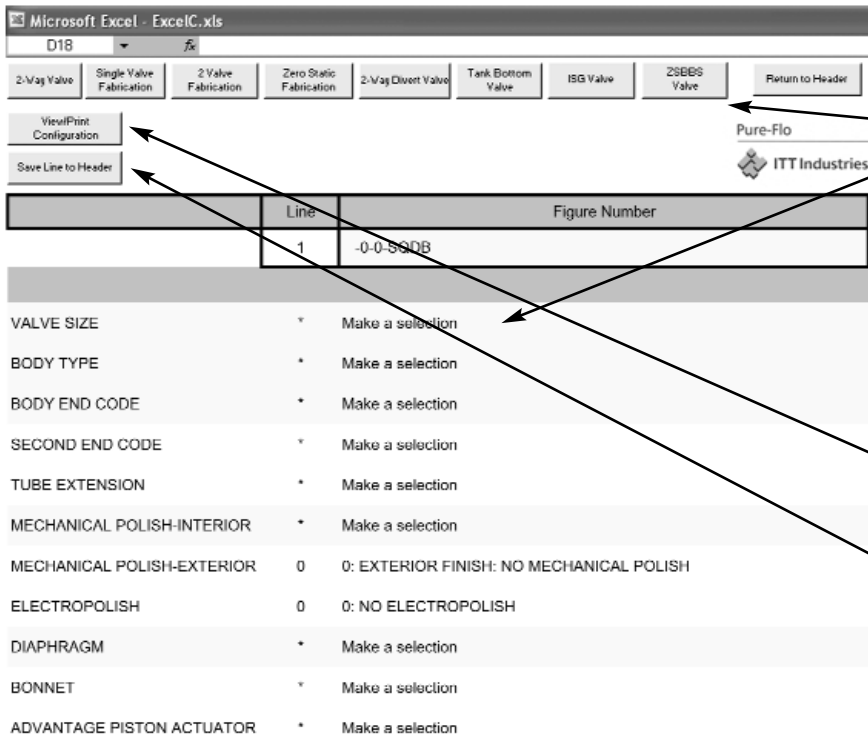 Microsoft Excel - ExcelC.xls
D18 fx
2-Way Valve
Single Valve
Fabrication
2 Valve
Fabrication
Zero Static
Fabrication
2-Way Divert Valve
Tank Bottom
Valve
ISG Valve
ZSBBS
Valve
Return to Header
View/Print
Configuration
Save Line to Header
Pure-Flo
ITT Industries
Line Figure Number
1 -0-0-SQDB
VALVE SIZE * Make a selection
BODY TYPE * Make a selection
BODY END CODE * Make a selection
SECOND END CODE * Make a selection
TUBE EXTENSION * Make a selection
MECHANICAL POLISH-INTERIOR * Make a selection
MECHANICAL POLISH-EXTERIOR 0 0: EXTERIOR FINISH: NO MECHANICAL POLISH
ELECTROPOLISH 0 0: NO ELECTROPOLISH
DIAPHRAGM * Make a selection
BONNET * Make a selection
ADVANTAGE PISTON ACTUATOR * Make a selection